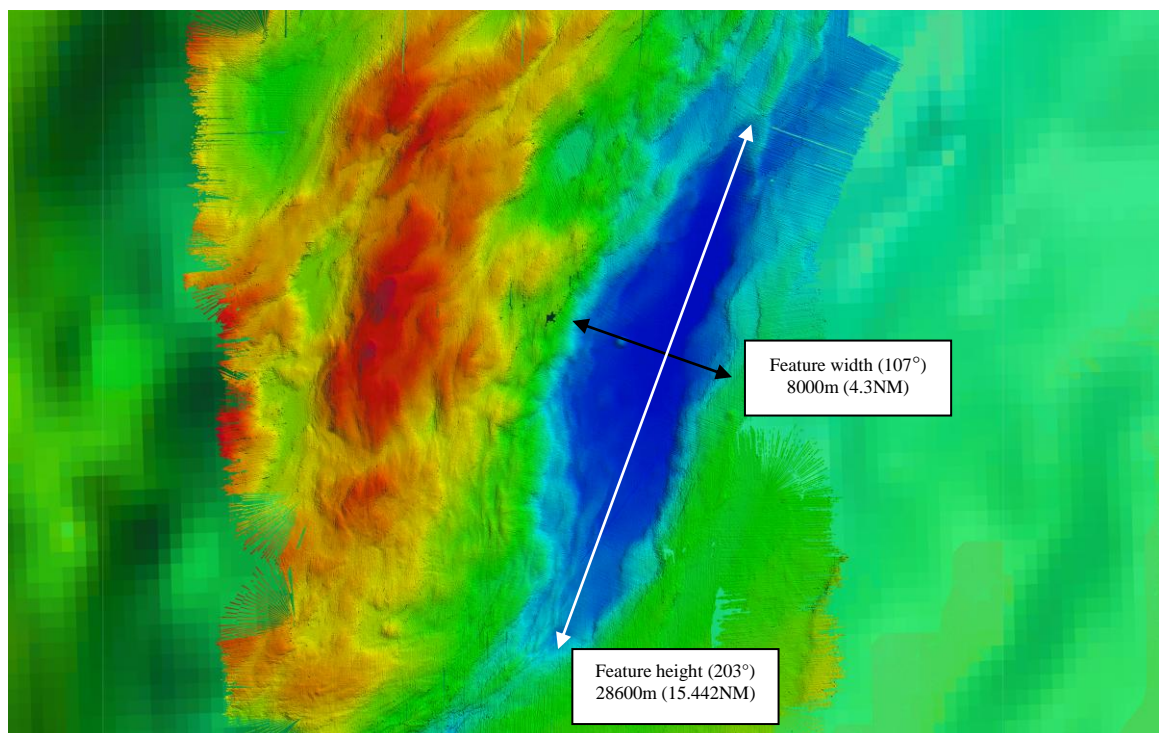 Feature width (107°)
8000m (4.3NM)
Feature height (203°)
28600m (15.442NM)